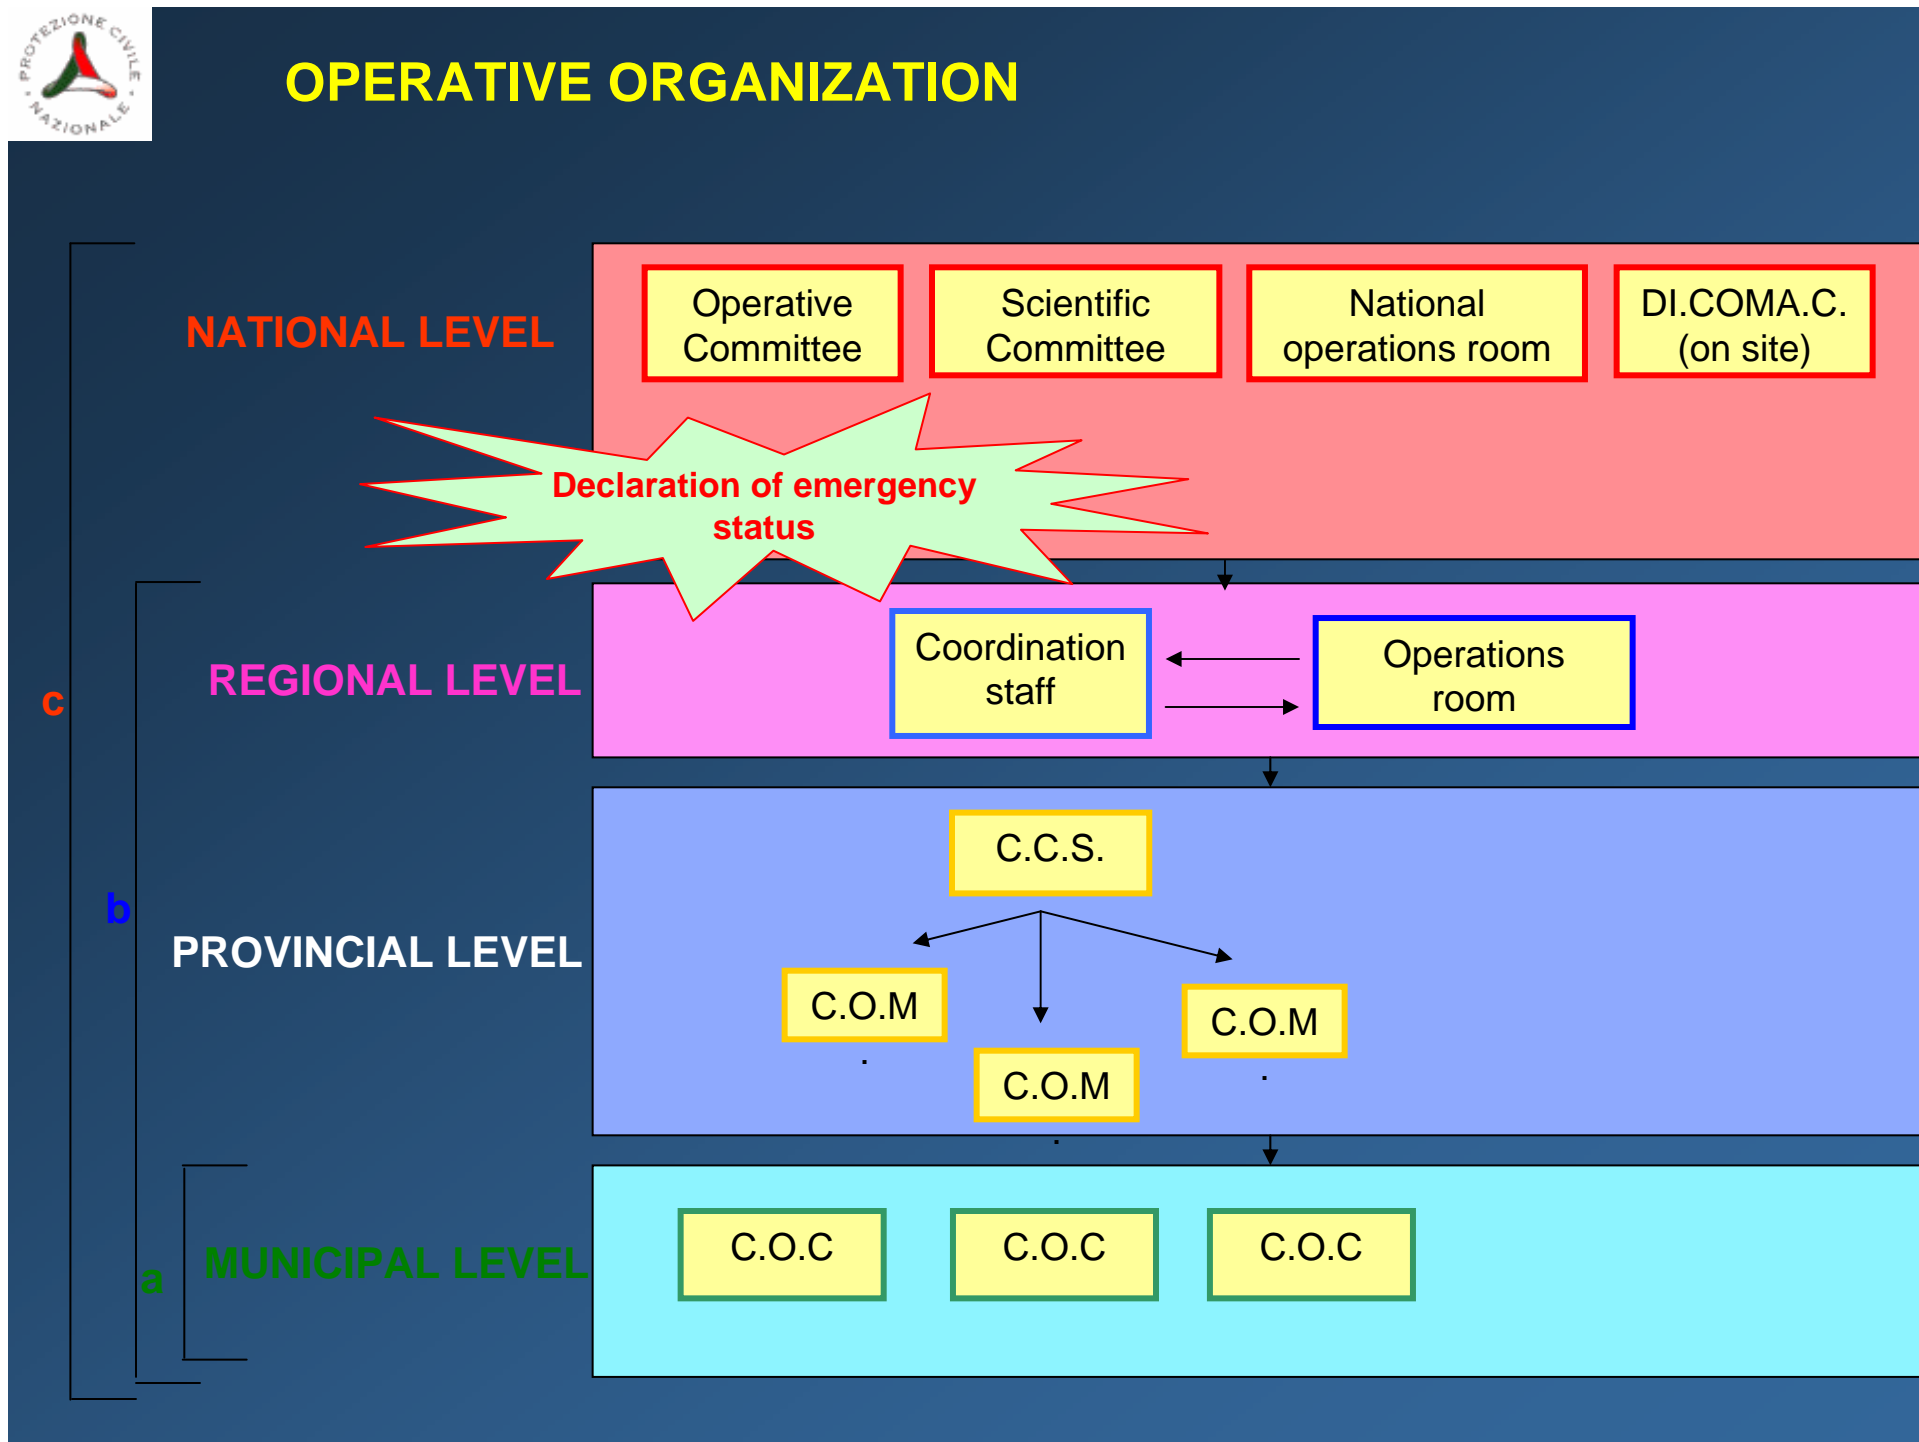 PROTEZIONE CIVILE
NAZIONALE
OPERATIVE ORGANIZATION
NATIONAL LEVEL
Operative
Committee
Scientific
Committee
National
operations room
DI.COMA.C.
(on site)
Declaration of emergency
status
c
REGIONAL LEVEL
Coordination
staff
Operations
room
b
PROVINCIAL LEVEL
C.C.S.
C.O.M
.
C.O.M
.
C.O.M
.
a
MUNICIPAL LEVEL
C.O.C
C.O.C
C.O.C